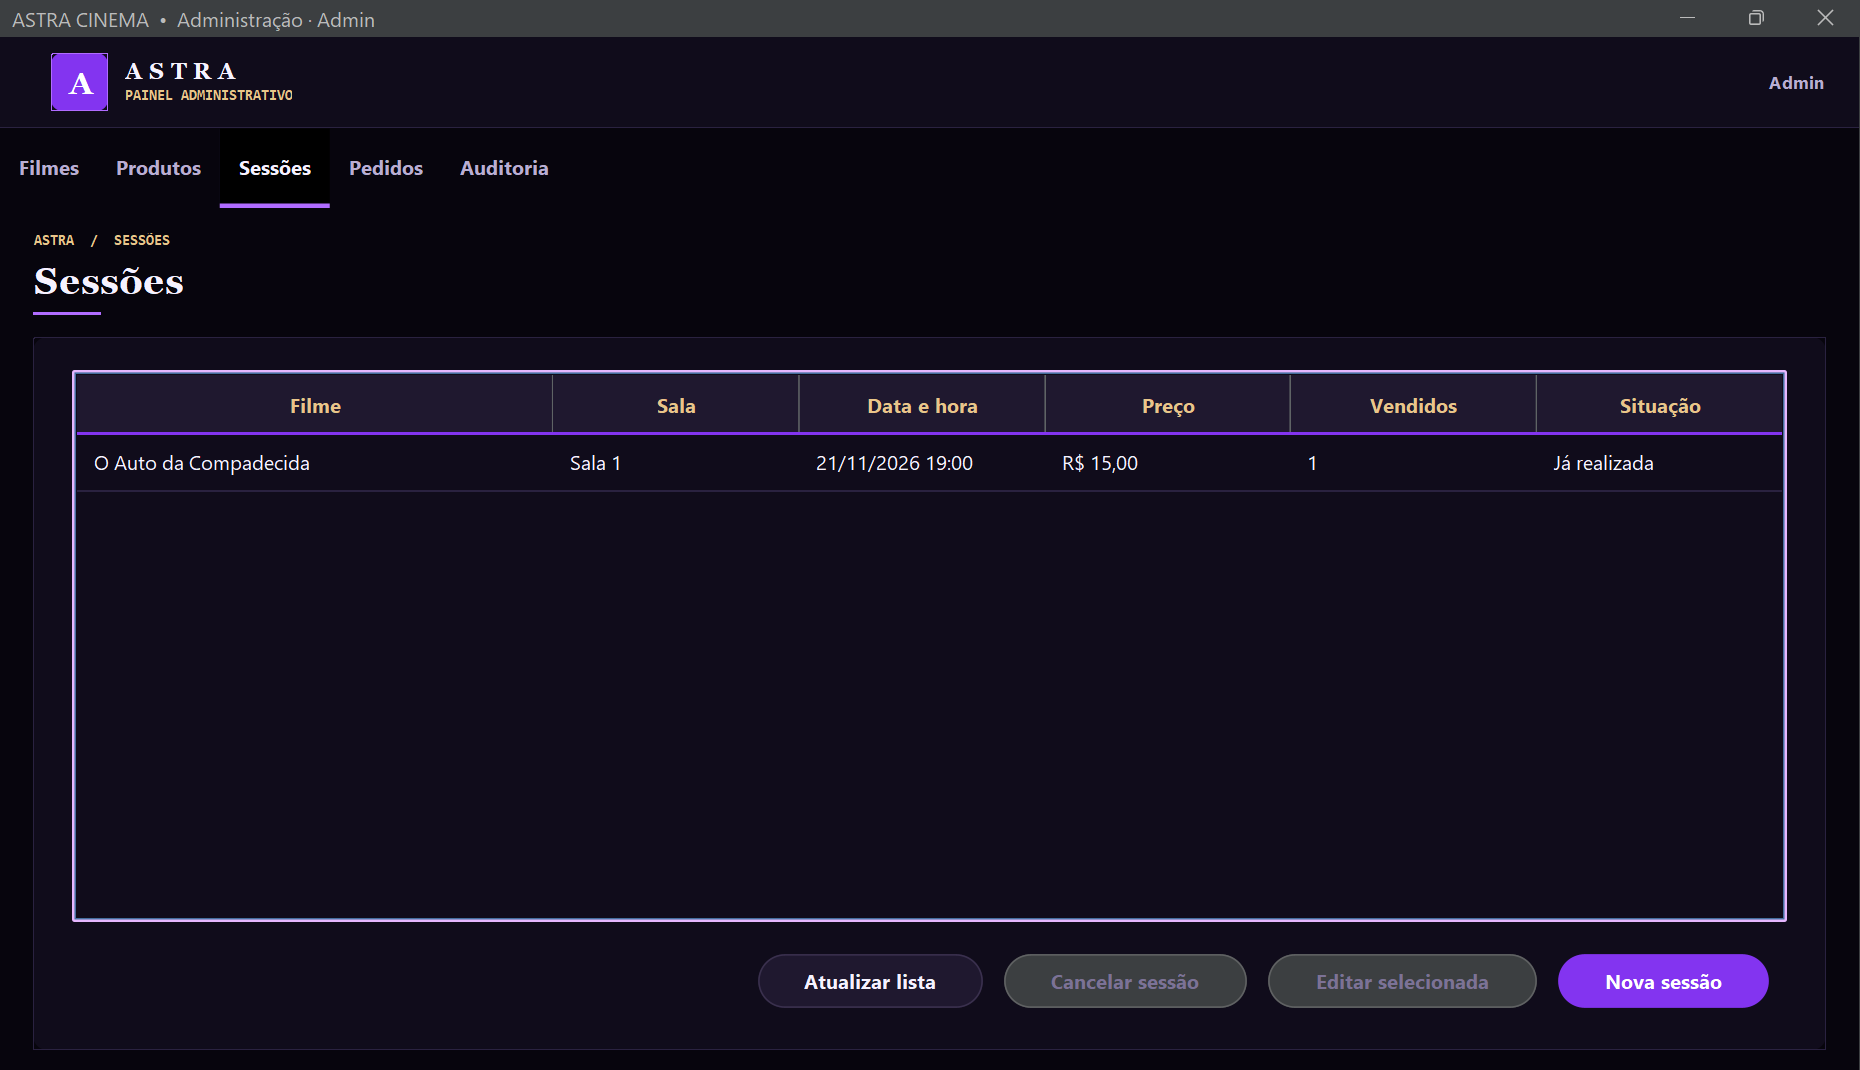 ASTRA CINEMA • Administração · Admin
A
ASTRA
PAINEL ADMINISTRATIVO
Admin
Filmes Produtos Sessões Pedidos Auditoria
ASTRA / SESSÕES
Sessões
Filme Sala Data e hora Preço Vendidos Situação
O Auto da Compadecida Sala 1 21/11/2026 19:00 R$ 15,00 1 Já realizada
Atualizar lista Cancelar sessão Editar selecionada Nova sessão